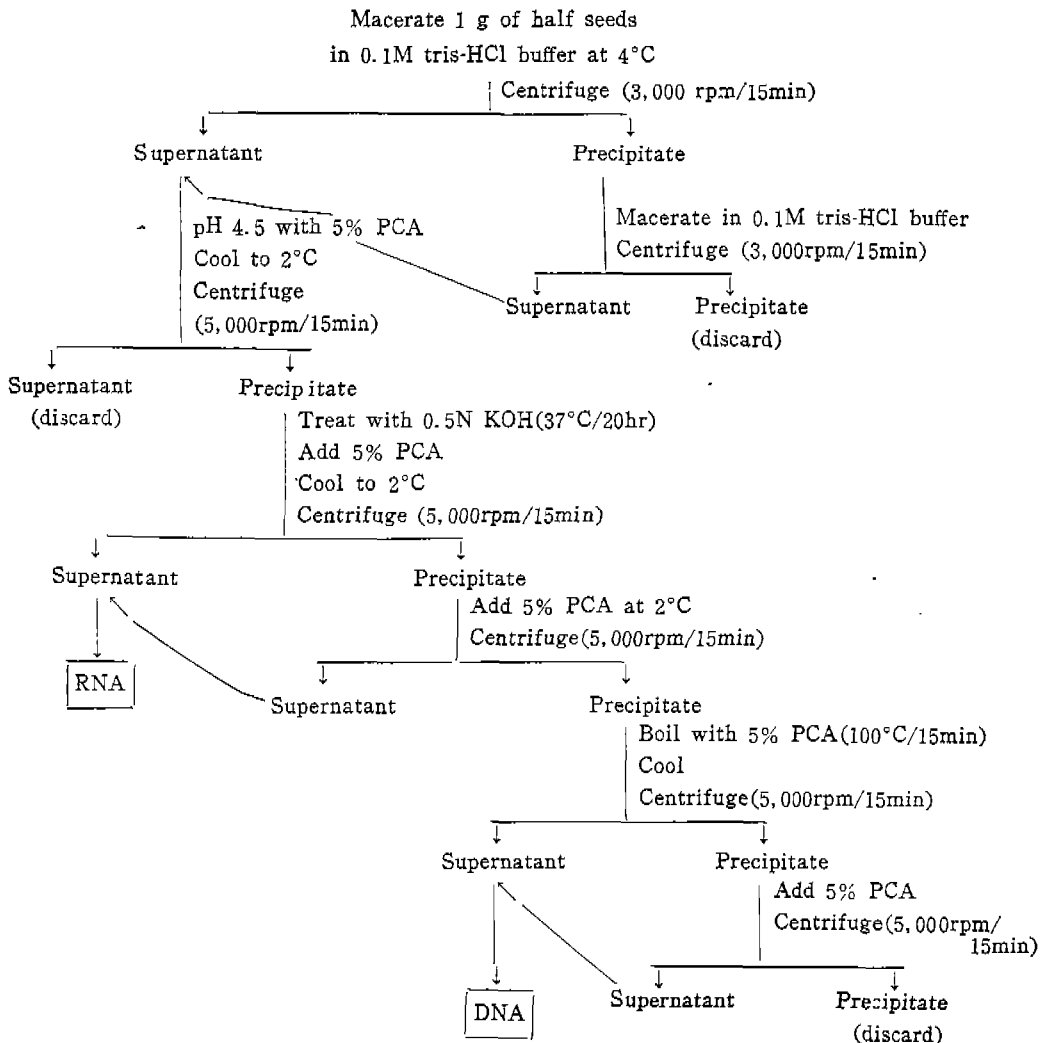 Macerate 1 g of half seeds
in 0.1M tris-HCl buffer at 4°C
Centrifuge (3,000 rpm/15min)
Supernatant
Precipitate
pH 4.5 with 5% PCA
Cool to 2°C
Centrifuge
(5,000rpm/15min)
Macerate in 0.1M tris-HCl buffer
Centrifuge (3,000rpm/15min)
Supernatant
Precipitate
(discard)
Supernatant
(discard)
Precipitate
Treat with 0.5N KOH(37°C/20hr)
Add 5% PCA
Cool to 2°C
Centrifuge (5,000rpm/15min)
Supernatant
Precipitate
Add 5% PCA at 2°C
Centrifuge(5,000rpm/15min)
RNA
Supernatant
Precipitate
Boil with 5% PCA(100°C/15min)
Cool
Centrifuge(5,000rpm/15min)
Supernatant
Precipitate
Add 5% PCA
Centrifuge(5,000rpm/
15min)
DNA
Supernatant
Precipitate
(discard)